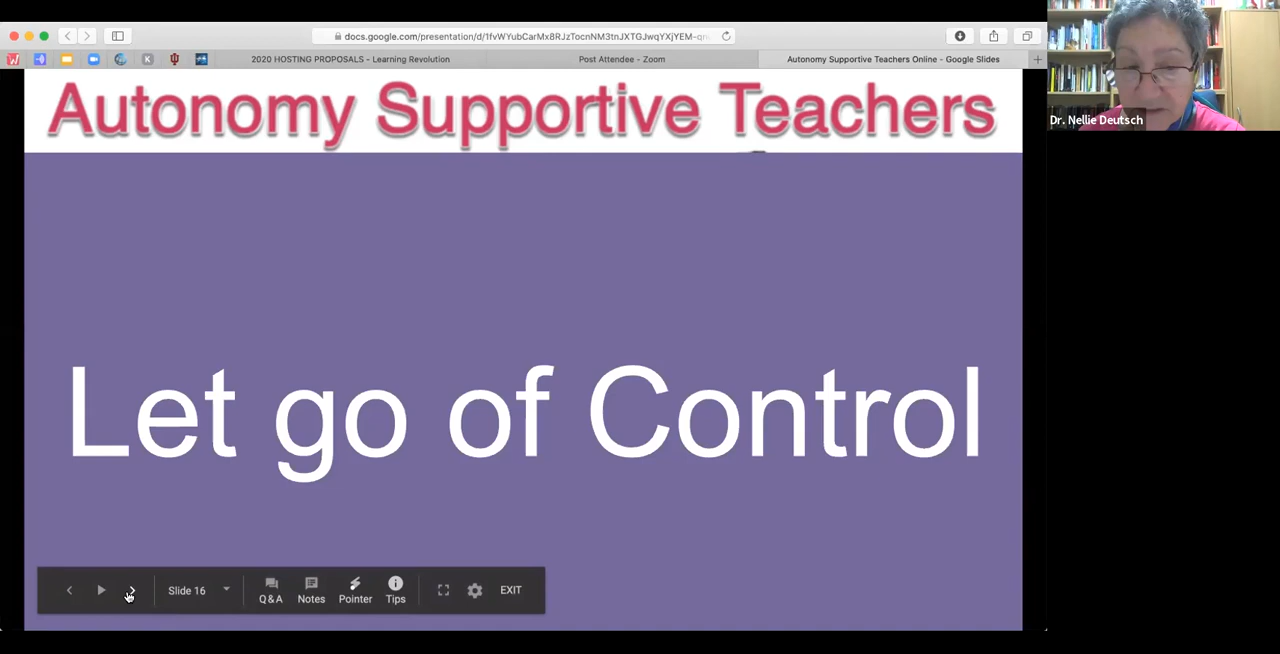 docs.google.com/presentation/d/1fvWYubCarMx8RJzTocnNM3tnJXTGJwqYXjYEM-qn
2020 HOSTING PROPOSALS - Learning Revolution
Post Attendee - Zoom
Autonomy Supportive Teachers Online - Google Slides
Dr. Nellie Deutsch
Autonomy Supportive Teachers
Let go of Control
Slide 16
Q&A
Notes
Pointer
Tips
EXIT